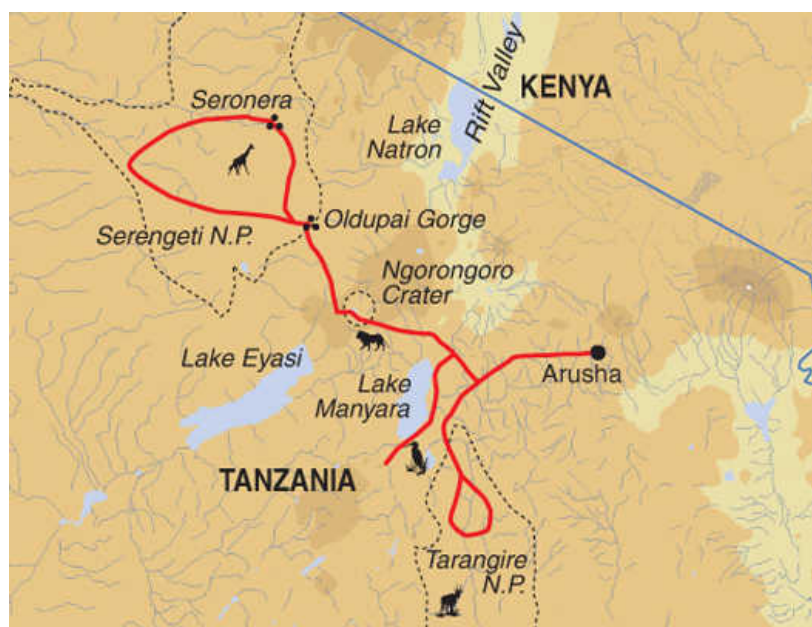 Seronera
Lake
Natron
Rift Valley
KENYA
Serengeti N.P.
Oldupai Gorge
Ngorongoro
Crater
Lake Eyasi
Lake
Manyara
Arusha
TANZANIA
Tarangire
N.P.